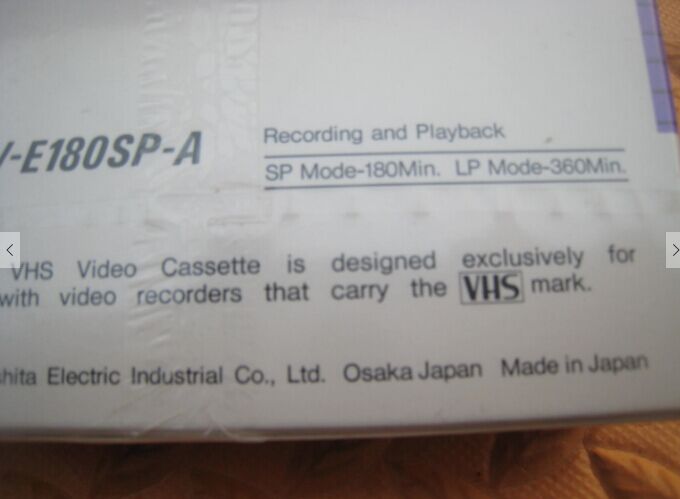 -E180SP-A
Recording and Playback
SP Mode-180Min. LP Mode-360Min.
VHS Video Cassette is designed exclusively for
with video recorders that carry the VHS mark.
shita Electric Industrial Co., Ltd. Osaka Japan Made in Japan